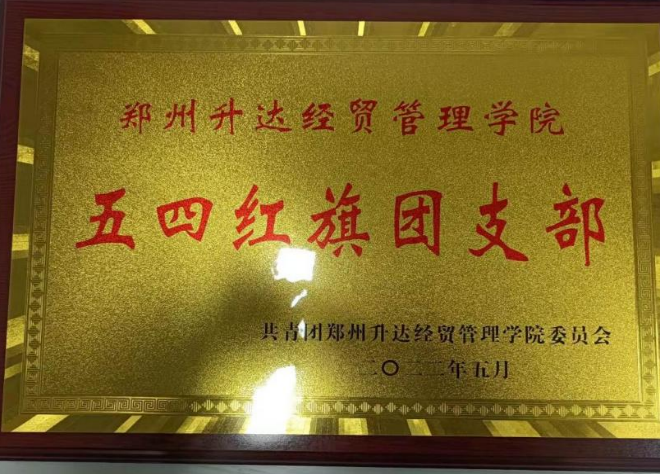 郑州升达经贸管理学院
五四红旗团支部
共青团郑州升达经贸管理学院委员会
二〇二二年五月